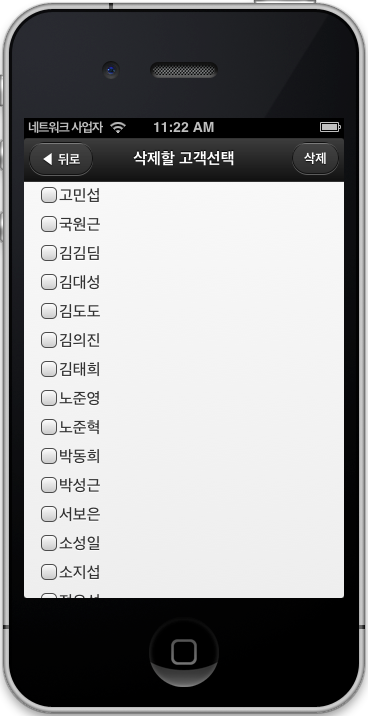 네트워크 사업자 11:22 AM
뒤로 삭제할 고객선택 삭제
고민섭
국원근
김김딤
김대성
김도도
김의진
김태희
노준영
노준혁
박동희
박성근
서보은
소성일
소지섭